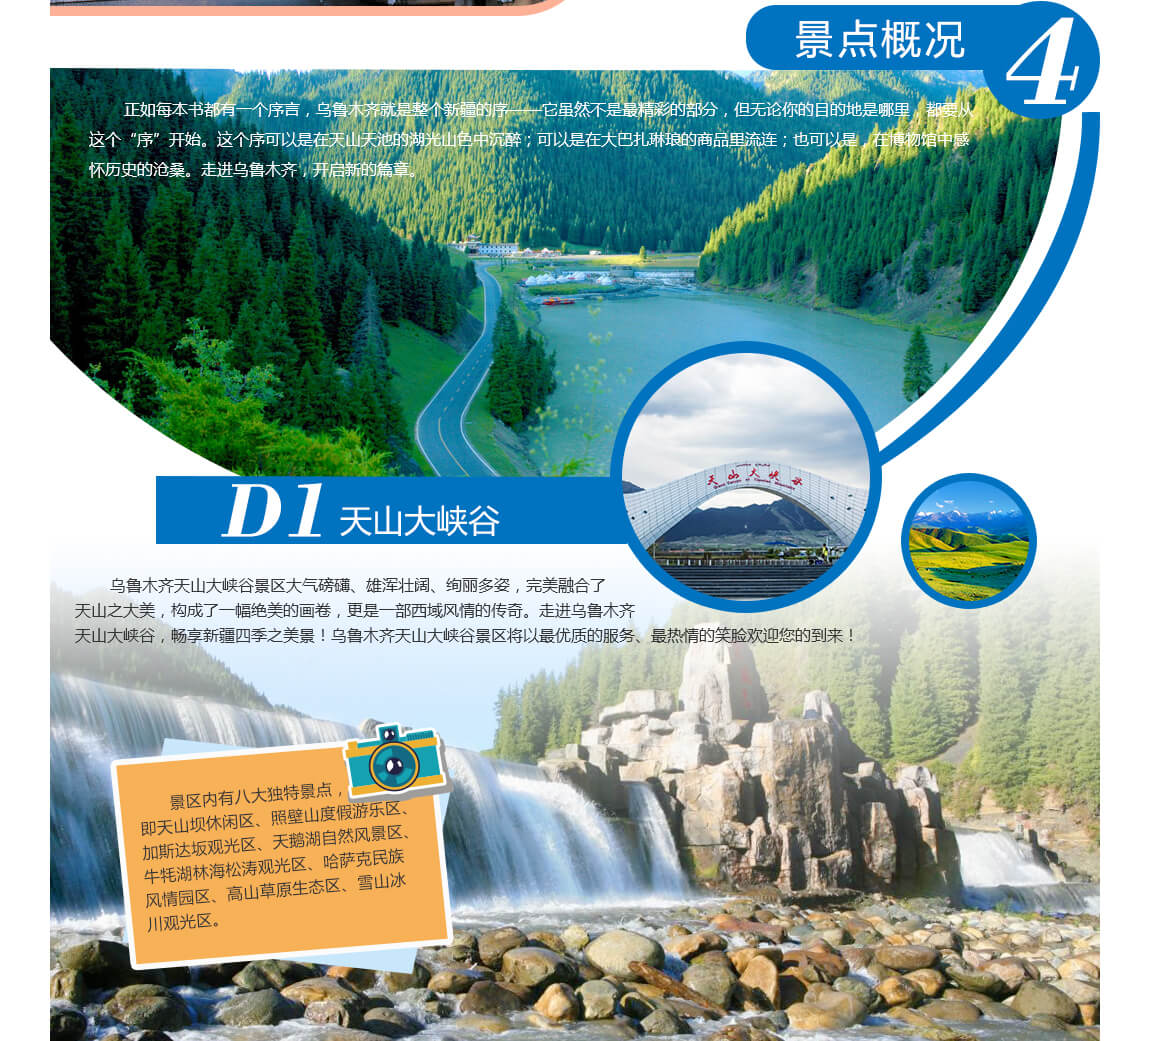 景点概况
4
正如每本书都有一个序言，乌鲁木齐就是整个新疆的序——它虽然不是最精彩的部分，但无论你的目的地是哪里，都要从
这个“序”开始。这个序可以是在天山天池的湖光山色中沉醉；可以是在大巴扎琳琅的商品里流连；也可以是，在博物馆中感
怀历史的沧桑。走进乌鲁木齐，开启新的篇章。
天山大峡谷
D1 天山大峡谷
乌鲁木齐天山大峡谷景区大气磅礴、雄浑壮阔、绚丽多姿，完美融合了
天山之大美，构成了一幅绝美的画卷，更是一部西域风情的传奇。走进乌鲁木齐
天山大峡谷，畅享新疆四季之美景！乌鲁木齐天山大峡谷景区将以最优质的服务、最热情的笑脸欢迎您的到来！
景区内有八大独特景点，
即天山坝休闲区、照壁山度假游乐区、
加斯达坂观光区、天鹅湖自然风景区、
牛牦湖林海松涛观光区、哈萨克民族
风情园区、高山草原生态区、雪山冰
川观光区。